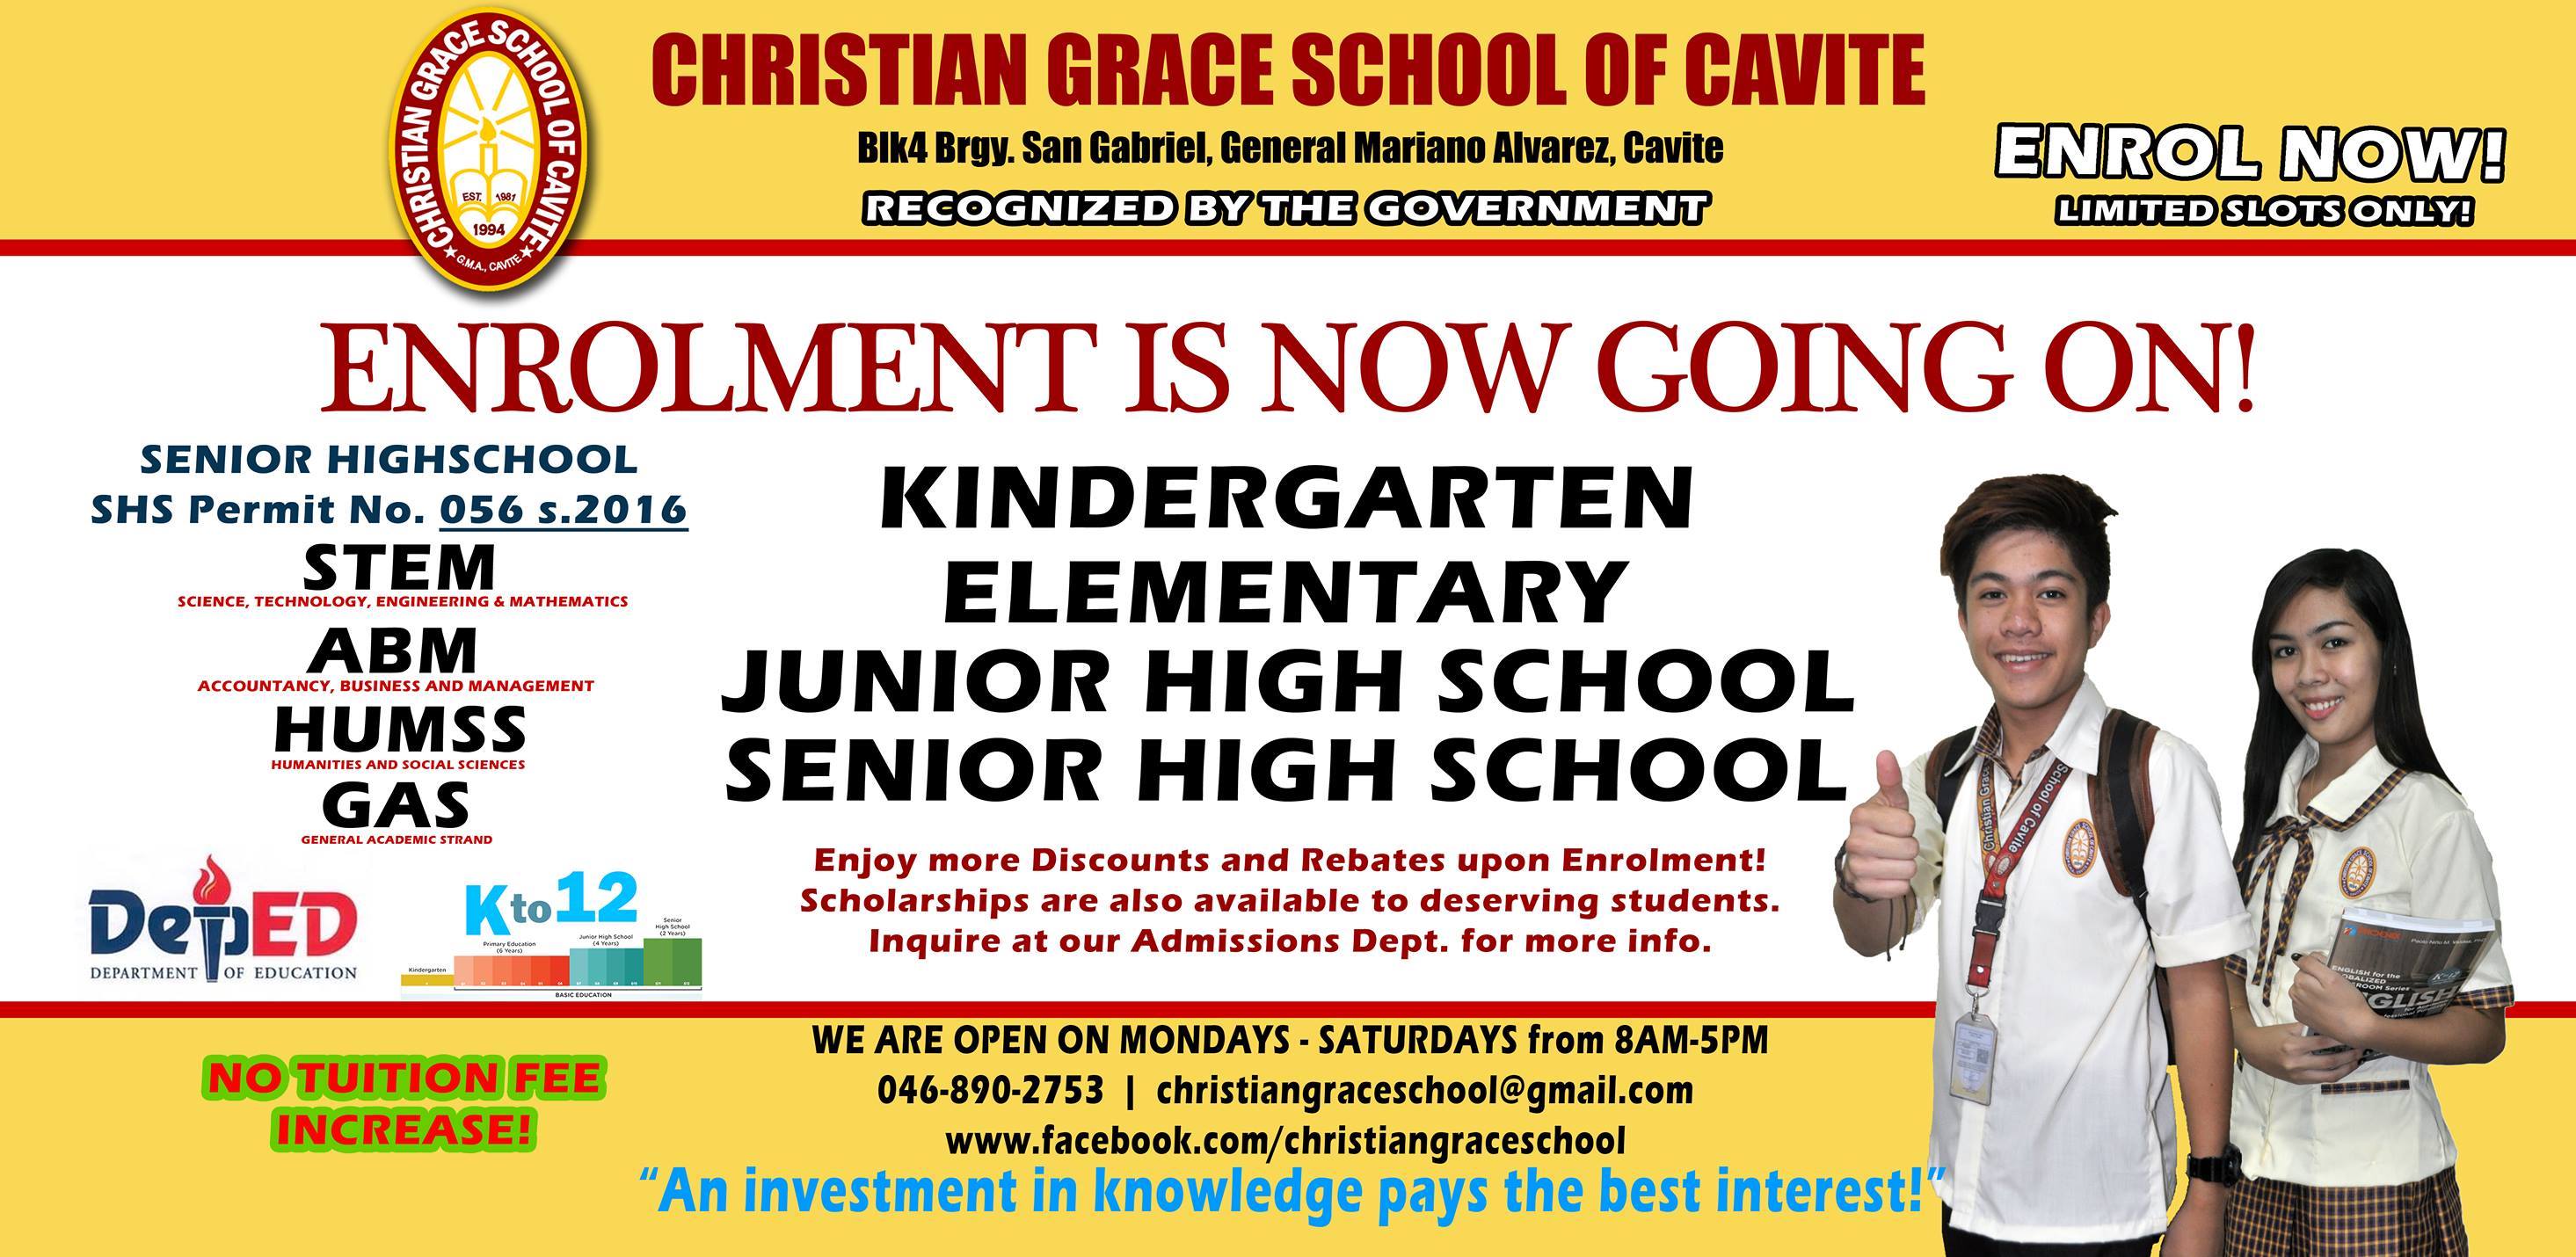 CHRISTIAN GRACE SCHOOL OF CAVITE
EST. 1981
1994
G.M.A., CAVITE
CHRISTIAN GRACE SCHOOL OF CAVITE
Blk4 Brgy. San Gabriel, General Mariano Alvarez, Cavite
RECOGNIZED BY THE GOVERNMENT
ENROL NOW!
LIMITED SLOTS ONLY!
ENROLMENT IS NOW GOING ON!
SENIOR HIGHSCHOOL
SHS Permit No. 056 s.2016
STEM
SCIENCE, TECHNOLOGY, ENGINEERING & MATHEMATICS
ABM
ACCOUNTANCY, BUSINESS AND MANAGEMENT
HUMSS
HUMANITIES AND SOCIAL SCIENCES
GAS
GENERAL ACADEMIC STRAND
DepED
DEPARTMENT OF EDUCATION
K to 12
Kindergarten
Primary Education
(6 Years)
Junior High School
(4 Years)
Senior
High School
(2 Years)
BASIC EDUCATION
KINDERGARTEN
ELEMENTARY
JUNIOR HIGH SCHOOL
SENIOR HIGH SCHOOL
Enjoy more Discounts and Rebates upon Enrolment!
Scholarships are also available to deserving students.
Inquire at our Admissions Dept. for more info.
Christian Grace School of Cavite
ENGLISH for the
K-12
NO TUITION FEE
INCREASE!
WE ARE OPEN ON MONDAYS - SATURDAYS from 8AM-5PM
046-890-2753 | christiangraceschool@gmail.com
www.facebook.com/christiangraceschool
“An investment in knowledge pays the best interest!”